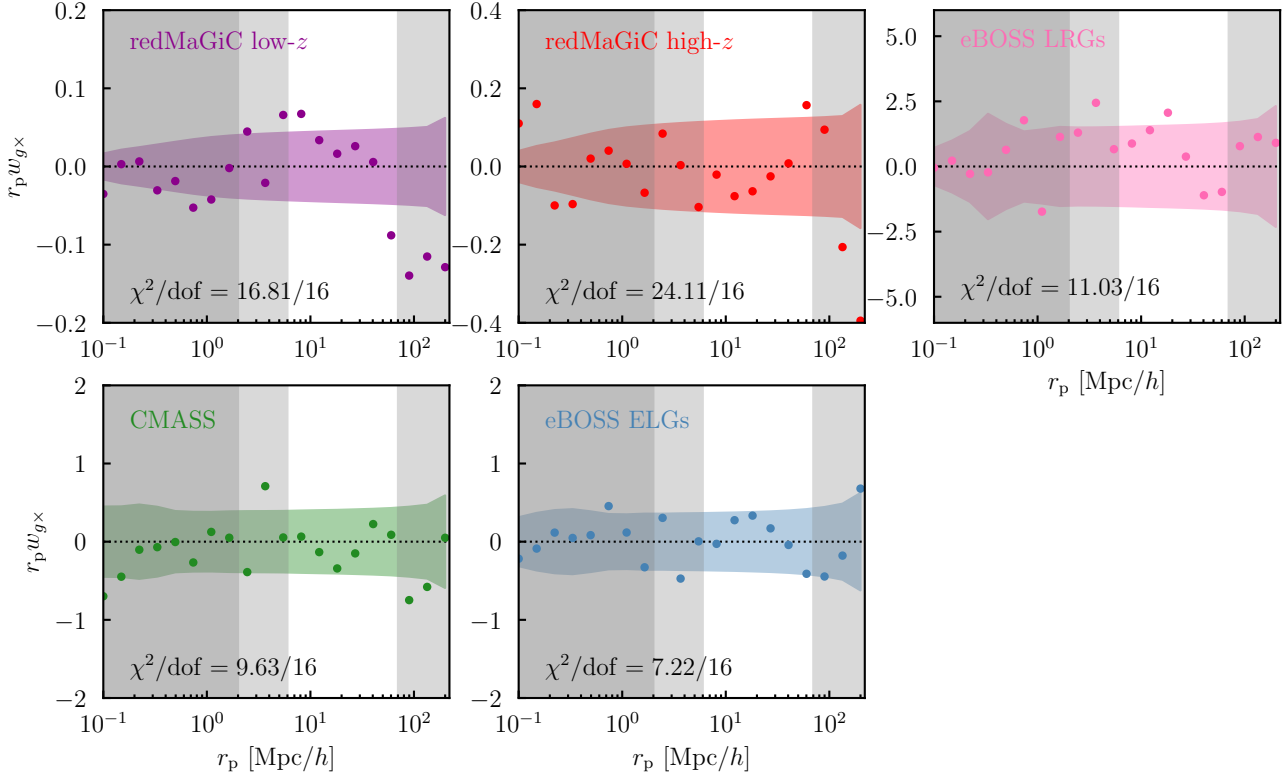 redMaGiC low-z
0.2
0.1
0.0
−0.1
−0.2
r_p w_{g×}
χ²/dof = 16.81/16
10⁻¹ 10⁰ 10¹ 10²
redMaGiC high-z
0.4
0.2
0.0
−0.2
−0.4
χ²/dof = 24.11/16
10⁻¹ 10⁰ 10¹ 10²
eBOSS LRGs
5.0
2.5
0.0
−2.5
−5.0
χ²/dof = 11.03/16
10⁻¹ 10⁰ 10¹ 10²
r_p [Mpc/h]
CMASS
2
1
0
−1
−2
r_p w_{g×}
χ²/dof = 9.63/16
10⁻¹ 10⁰ 10¹ 10²
r_p [Mpc/h]
eBOSS ELGs
2
1
0
−1
−2
χ²/dof = 7.22/16
10⁻¹ 10⁰ 10¹ 10²
r_p [Mpc/h]